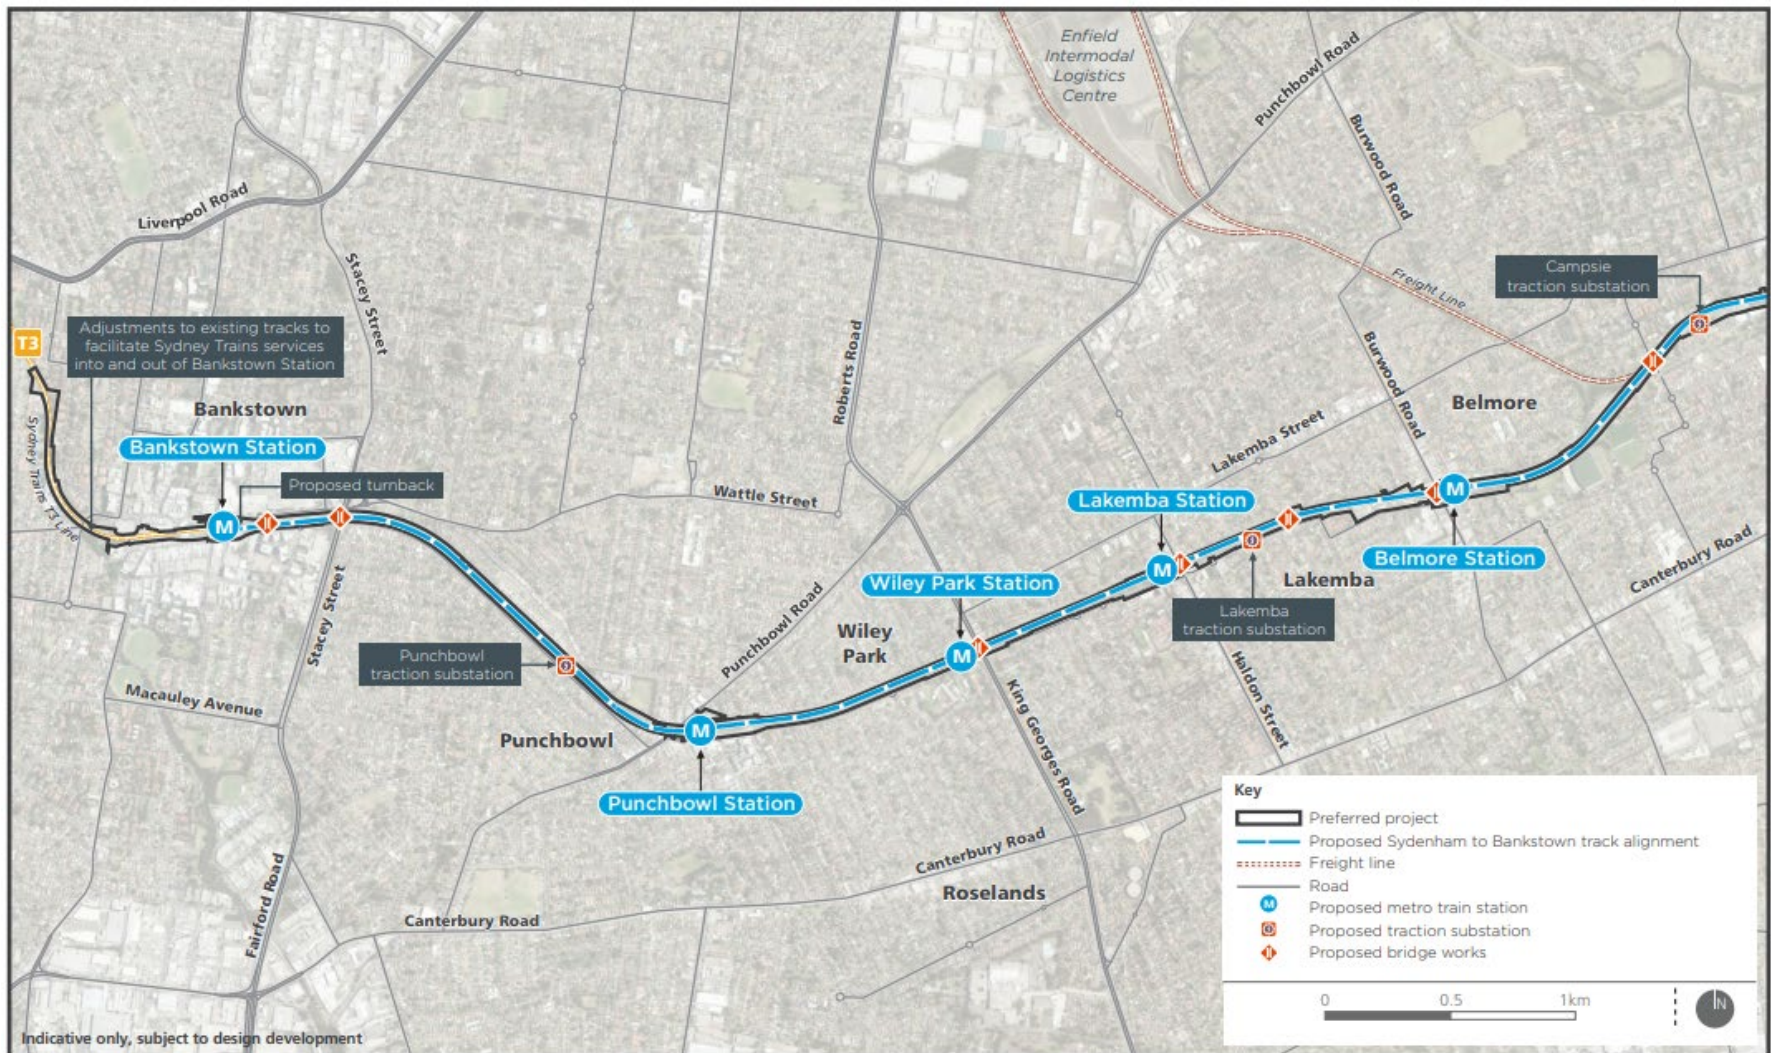 Enfield
Intermodal
Logistics
Centre
Punchbowl Road
Burwood Road
Liverpool Road
Stacey Street
Freight Line
Campsie
traction substation
T3
Adjustments to existing tracks to
facilitate Sydney Trains services
into and out of Bankstown Station
Roberts Road
Burwood Road
Belmore
Bankstown
Bankstown Station
Sydney Trains T3 Line
Proposed turnback
Wattle Street
Lakemba Street
Lakemba Station
M
M
M
Belmore Station
Canterbury Road
Stacey Street
Wiley Park Station
Lakemba
Lakemba
traction substation
Punchbowl Road
Wiley
Park
M
Punchbowl
traction substation
Haldon Street
Macauley Avenue
King Georges Road
Punchbowl
M
Punchbowl Station
Canterbury Road
Roselands
Fairford Road
Canterbury Road
Key
Preferred project
Proposed Sydenham to Bankstown track alignment
Freight line
Road
M Proposed metro train station
Proposed traction substation
Proposed bridge works
0 0.5 1km
N
Indicative only, subject to design development